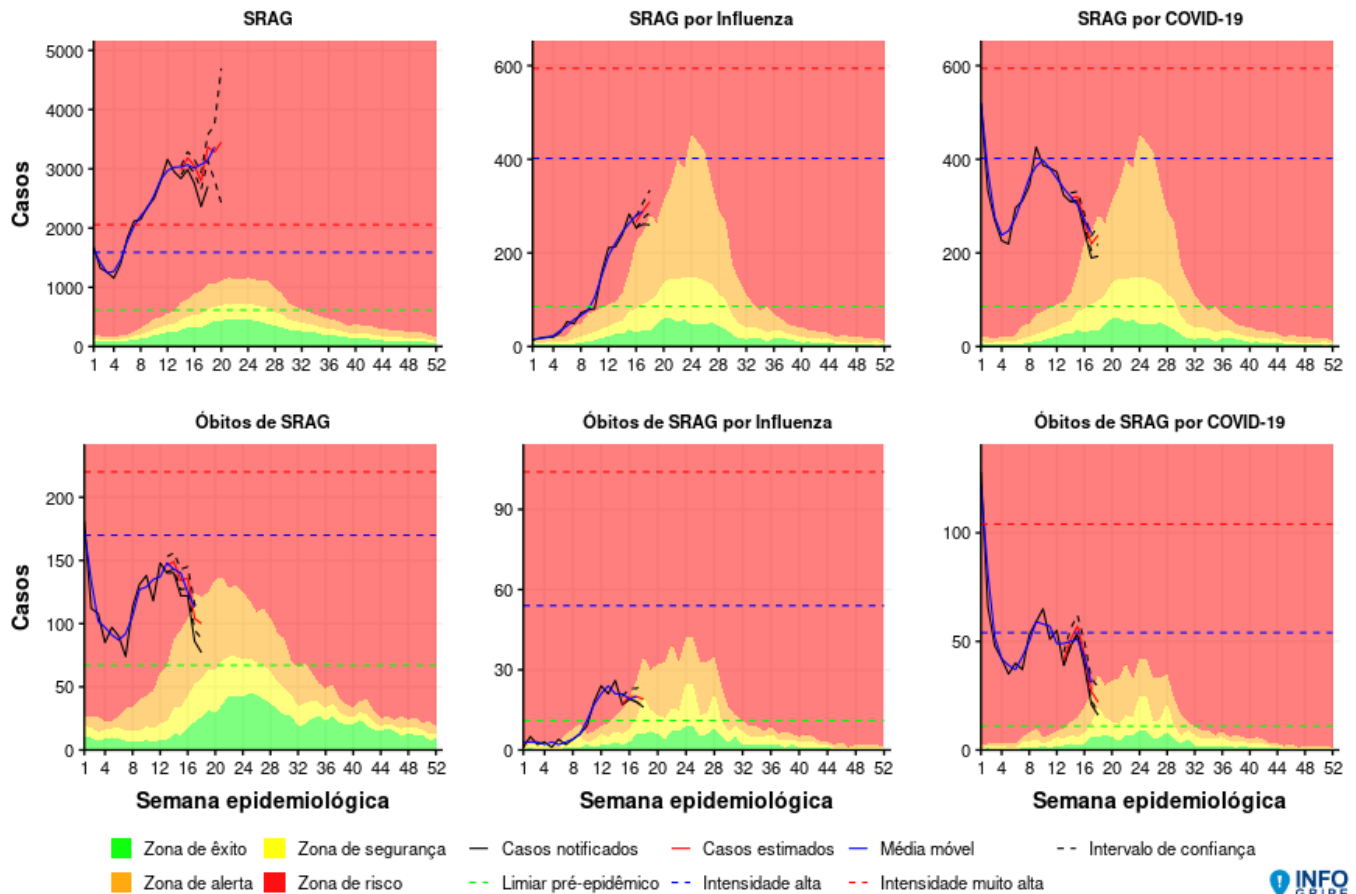 SRAG
SRAG por Influenza
SRAG por COVID-19
Casos
5000
4000
3000
2000
1000
0
1 4 8 12 16 20 24 28 32 36 40 44 48 52
600
400
200
0
1 4 8 12 16 20 24 28 32 36 40 44 48 52
600
400
200
0
1 4 8 12 16 20 24 28 32 36 40 44 48 52
Óbitos de SRAG
Óbitos de SRAG por Influenza
Óbitos de SRAG por COVID-19
Casos
200
150
100
50
0
1 4 8 12 16 20 24 28 32 36 40 44 48 52
90
60
30
0
1 4 8 12 16 20 24 28 32 36 40 44 48 52
100
50
0
1 4 8 12 16 20 24 28 32 36 40 44 48 52
Semana epidemiológica
Semana epidemiológica
Semana epidemiológica
Zona de êxito Zona de segurança Casos notificados Casos estimados Média móvel Intervalo de confiança
Zona de alerta Zona de risco Limiar pré-epidêmico Intensidade alta Intensidade muito alta
INFO
GRIPE